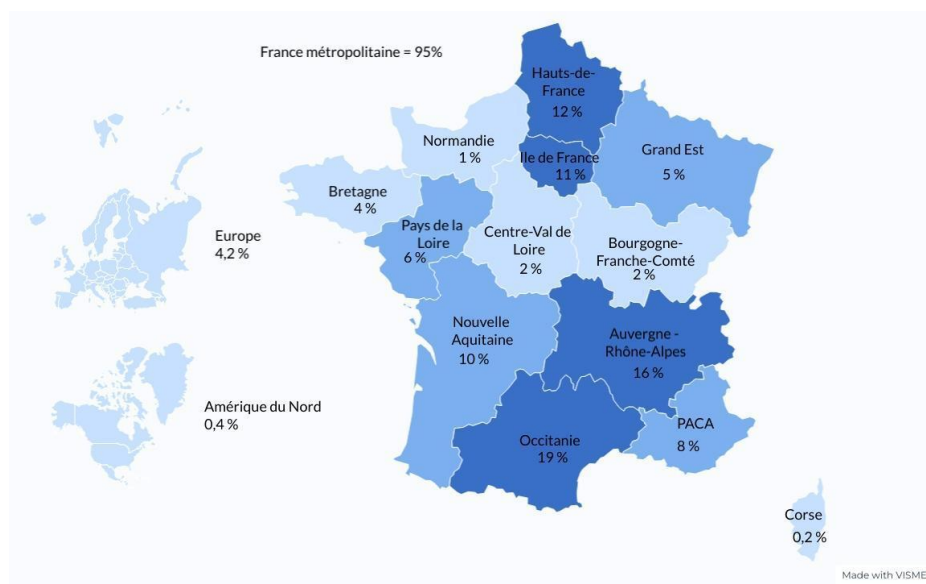 France métropolitaine = 95%
Hauts-de-
France
12 %
Normandie
1 %
Ile de France
11 %
Grand Est
5 %
Bretagne
4 %
Pays de la
Loire
6 %
Centre-Val de
Loire
2 %
Bourgogne-
Franche-Comté
2 %
Europe
4,2 %
Nouvelle
Aquitaine
10 %
Auvergne -
Rhône-Alpes
16 %
Amérique du Nord
0,4 %
Occitanie
19 %
PACA
8 %
Corse
0,2 %
Made with VISME